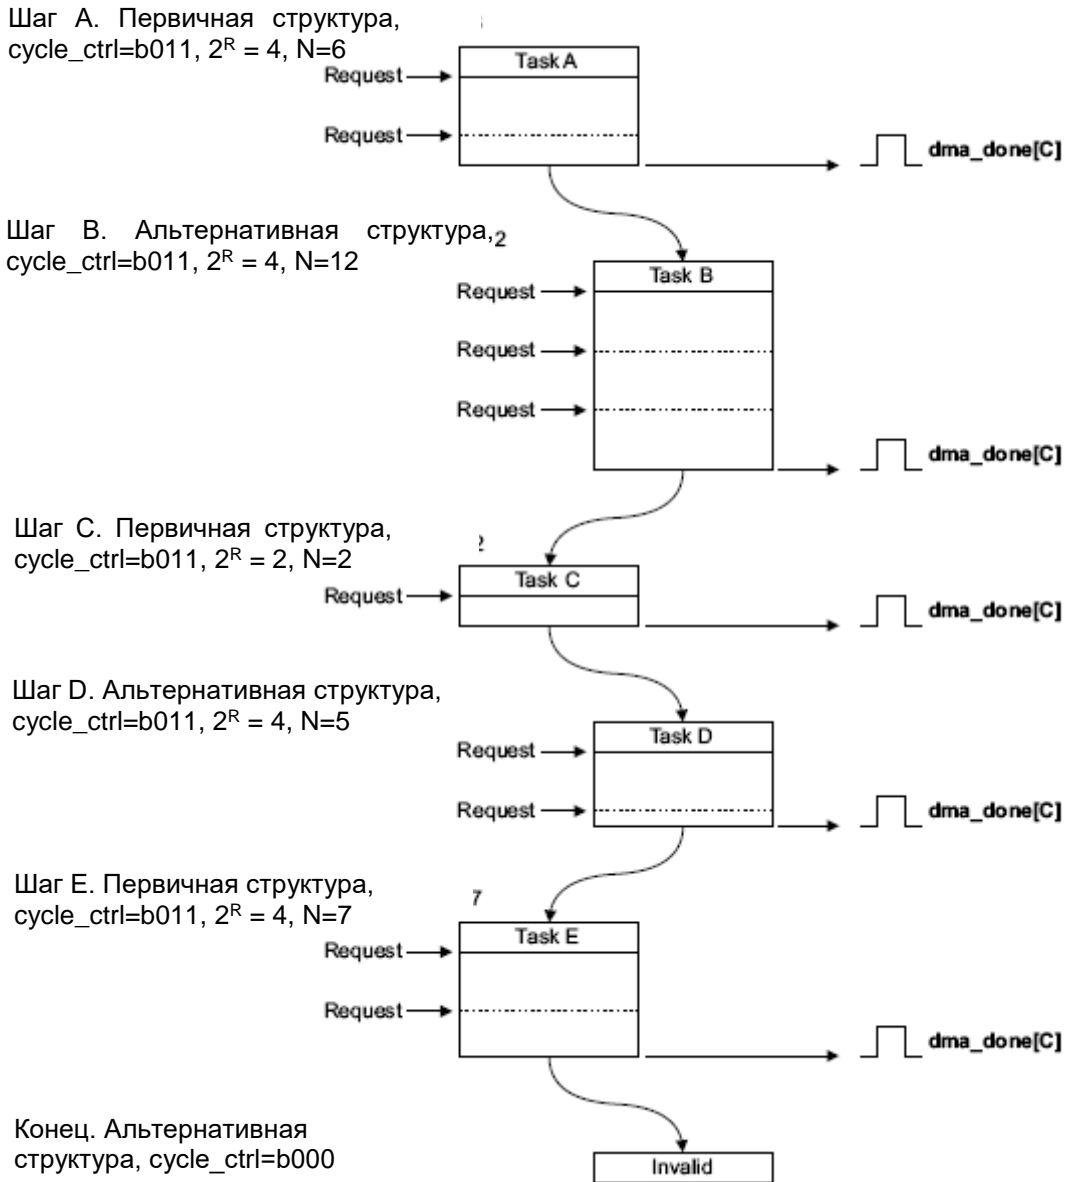 Шаг A. Первичная структура,
cycle_ctrl=b011, 2ᴿ = 4, N=6
Task A
Request
Request
dma_done[C]
Шаг B. Альтернативная структура,2
cycle_ctrl=b011, 2ᴿ = 4, N=12
Task B
Request
Request
Request
dma_done[C]
Шаг C. Первичная структура,
cycle_ctrl=b011, 2ᴿ = 2, N=2
2
Task C
Request
dma_done[C]
Шаг D. Альтернативная структура,
cycle_ctrl=b011, 2ᴿ = 4, N=5
Task D
Request
Request
dma_done[C]
Шаг E. Первичная структура,
cycle_ctrl=b011, 2ᴿ = 4, N=7
7
Task E
Request
Request
dma_done[C]
Конец. Альтернативная
структура, cycle_ctrl=b000
Invalid